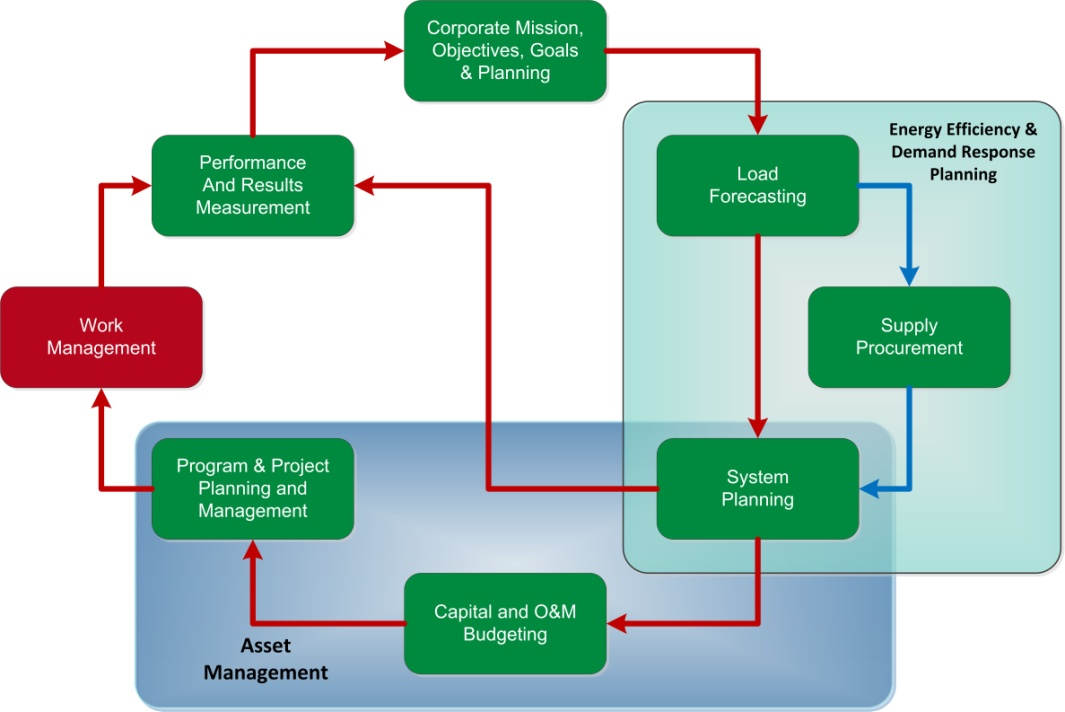 Corporate Mission,
Objectives, Goals
& Planning
Energy Efficiency &
Demand Response
Planning
Performance
And Results
Measurement
Load
Forecasting
Work
Management
Supply
Procurement
Program & Project
Planning and
Management
System
Planning
Capital and O&M
Budgeting
Asset
Management